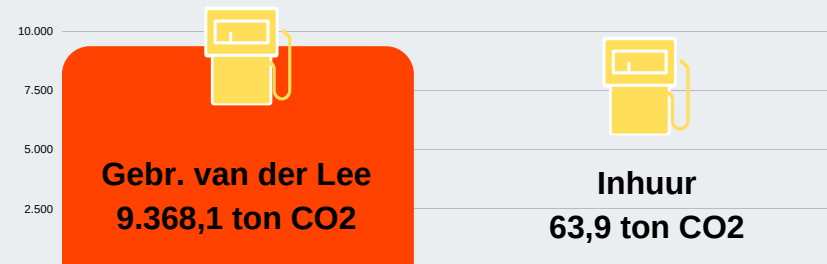 10.000
7.500
5.000
2.500
Gebr. van der Lee
9.368,1 ton CO2
Inhuur
63,9 ton CO2